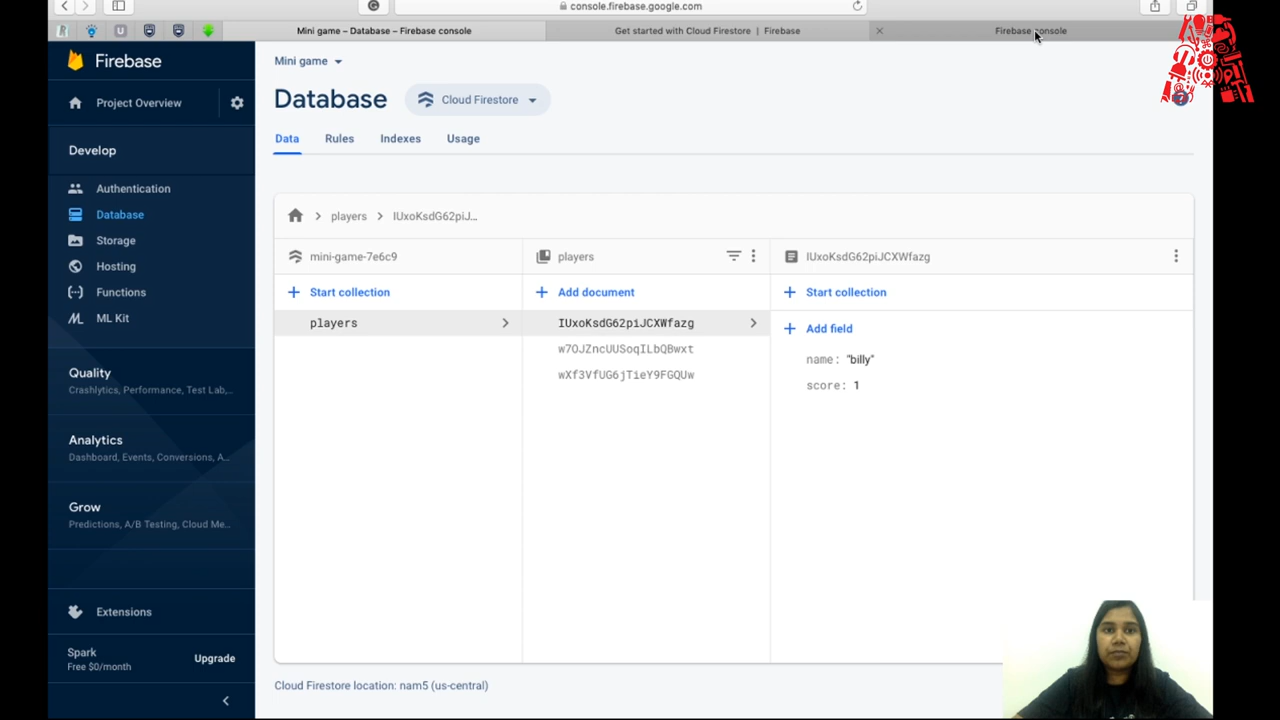 console.firebase.google.com
Mini game – Database – Firebase console
Get started with Cloud Firestore | Firebase
Firebase console
Firebase
Mini game
Project Overview
Database
Cloud Firestore
Develop
Data
Rules
Indexes
Usage
Authentication
Database
Storage
Hosting
Functions
ML Kit
players
IUxoKsdG62piJ...
mini-game-7e6c9
players
IUxoKsdG62piJCXWfazg
Start collection
Add document
Start collection
players
IUxoKsdG62piJCXWfazg
w7OJZncUUSoqILbQBwxt
wXf3VfUG6jTieY9FGQUw
Add field
name: "billy"
score: 1
Quality
Crashlytics, Performance, Test Lab,...
Analytics
Dashboard, Events, Conversions, A...
Grow
Predictions, A/B Testing, Cloud Me...
Extensions
Spark
Free $0/month
Upgrade
Cloud Firestore location: nam5 (us-central)